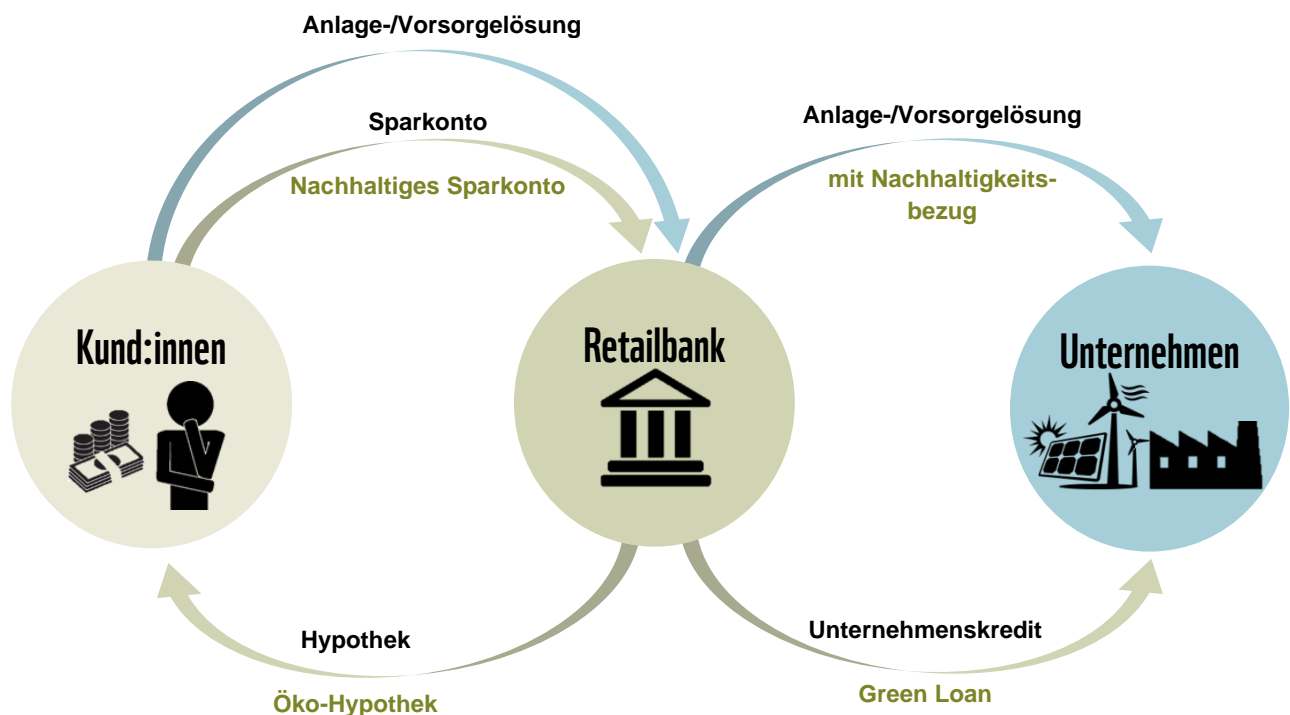 Anlage-/Vorsorgelösung
Sparkonto
Nachhaltiges Sparkonto
Anlage-/Vorsorgelösung
mit Nachhaltigkeits-
bezug
Kund:innen
Retailbank
Unternehmen
Hypothek
Öko-Hypothek
Unternehmenskredit
Green Loan